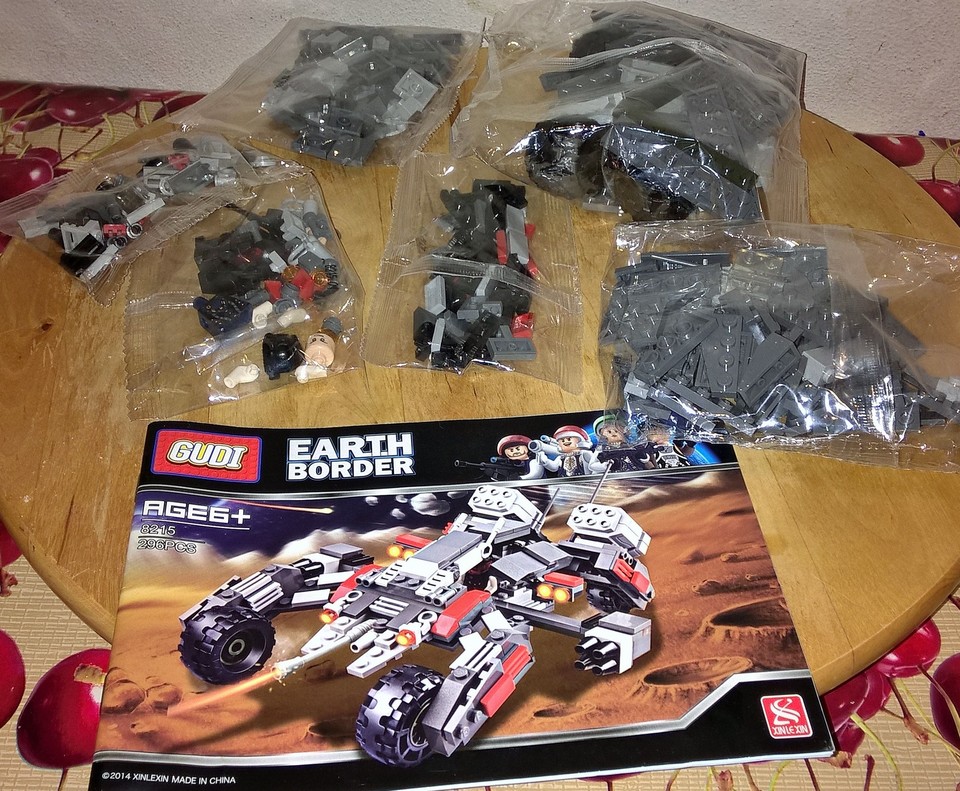 GUDI
EARTH
BORDER
AGE6+
8215
296PCS
XINLEXIN
©2014 XINLEXIN MADE IN CHINA